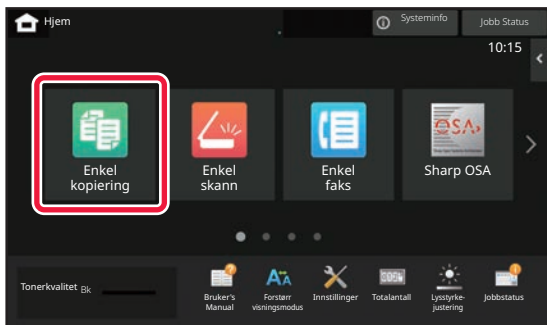 Hjem
Systeminfo
Jobb Status
10:15
Enkel
kopiering
Enkel
skann
Enkel
faks
OSA
Sharp OSA
Tonerkvalitet Bk
Bruker's
Manual
Forstørr
visningsmodus
Innstillinger
Totalantall
Lysstyrke-
justering
Jobbstatus